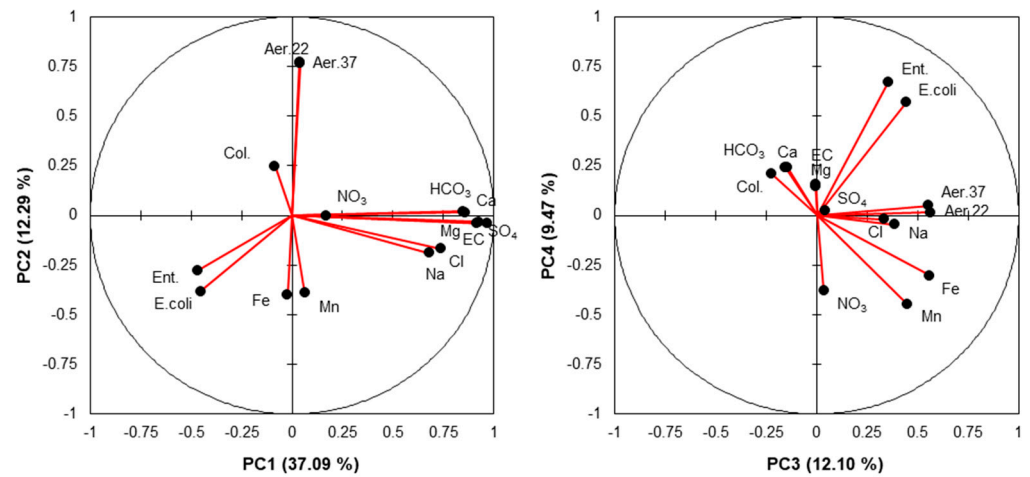 1
0.75
0.5
0.25
0
-0.25
-0.5
-0.75
-1
PC2 (12.29 %)
Aer.22
Aer.37
Col.
NO3
HCO3
Ca
Mg
EC
SO4
Cl
Na
Ent.
E.coli
Fe
Mn
-1
-0.75
-0.5
-0.25
0
0.25
0.5
0.75
1
PC1 (37.09 %)
1
0.75
0.5
0.25
0
-0.25
-0.5
-0.75
-1
PC4 (9.47 %)
Ent.
E.coli
HCO3
Ca
EC
Mg
Col.
SO4
Aer.37
Aer.22
Cl
Na
Fe
NO3
Mn
-1
-0.75
-0.5
-0.25
0
0.25
0.5
0.75
1
PC3 (12.10 %)